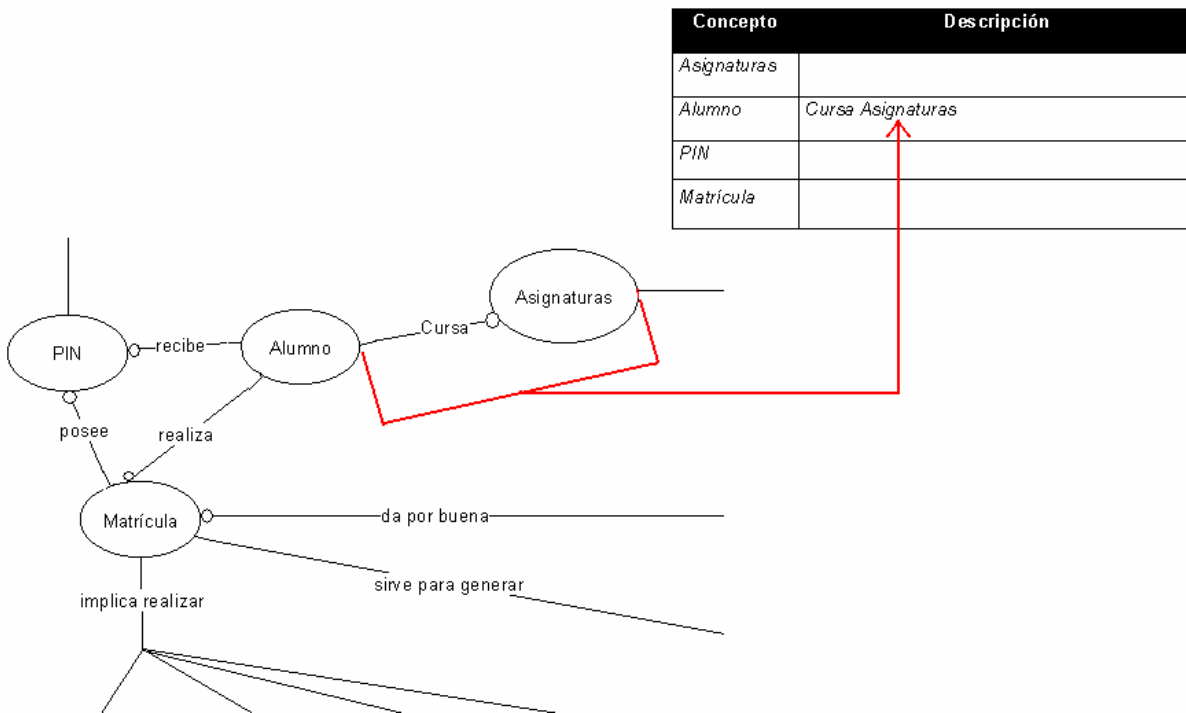 Concepto Descripción
Asignaturas
Alumno Cursa Asignaturas
PIN
Matrícula
Asignaturas
Cursa
PIN
recibe
Alumno
posee
realiza
Matrícula
da por buena
sirve para generar
implica realizar